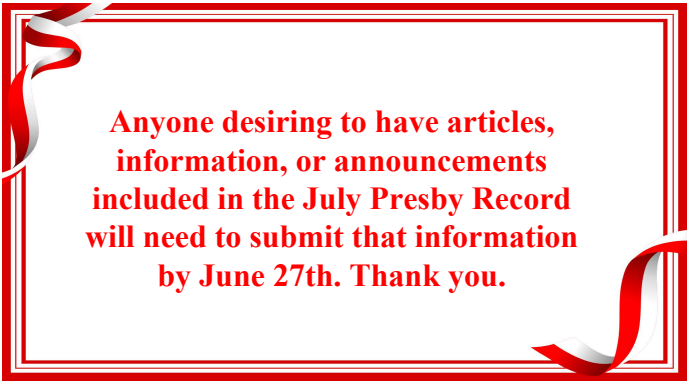 Anyone desiring to have articles,
information, or announcements
included in the July Presby Record
will need to submit that information
by June 27th. Thank you.